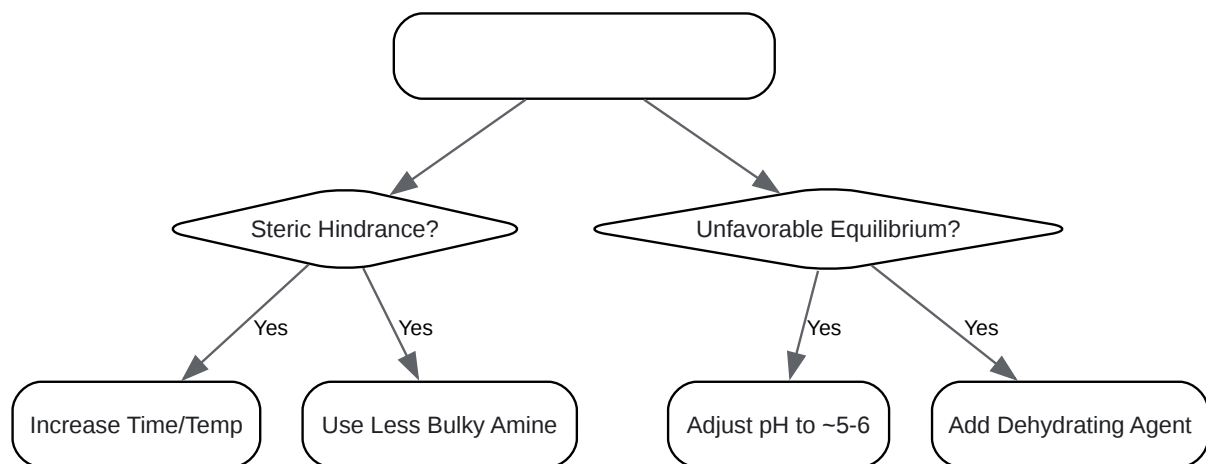 Steric Hindrance?
Unfavorable Equilibrium?
Yes
Yes
Yes
Yes
Increase Time/Temp
Use Less Bulky Amine
Adjust pH to ~5-6
Add Dehydrating Agent